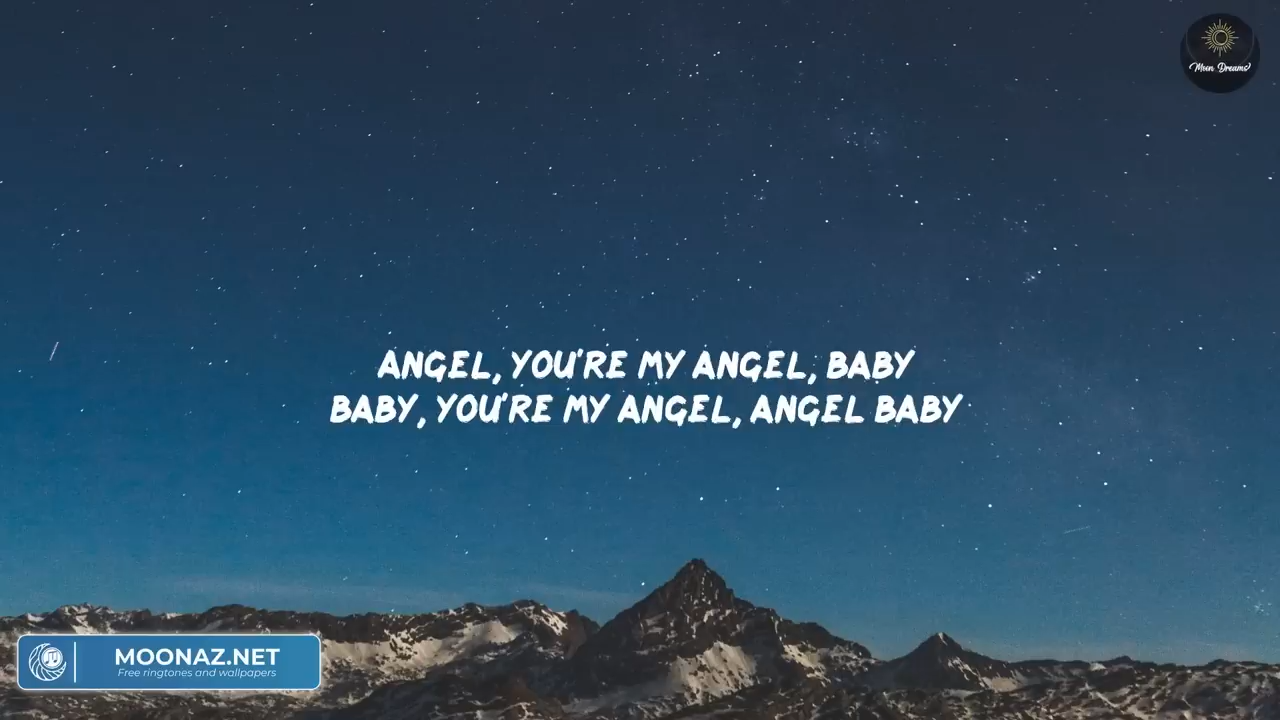 Moon Dreams
ANGEL, YOU'RE MY ANGEL, BABY
BABY, YOU'RE MY ANGEL, ANGEL BABY
MOONAZ.NET
Free ringtones and wallpapers